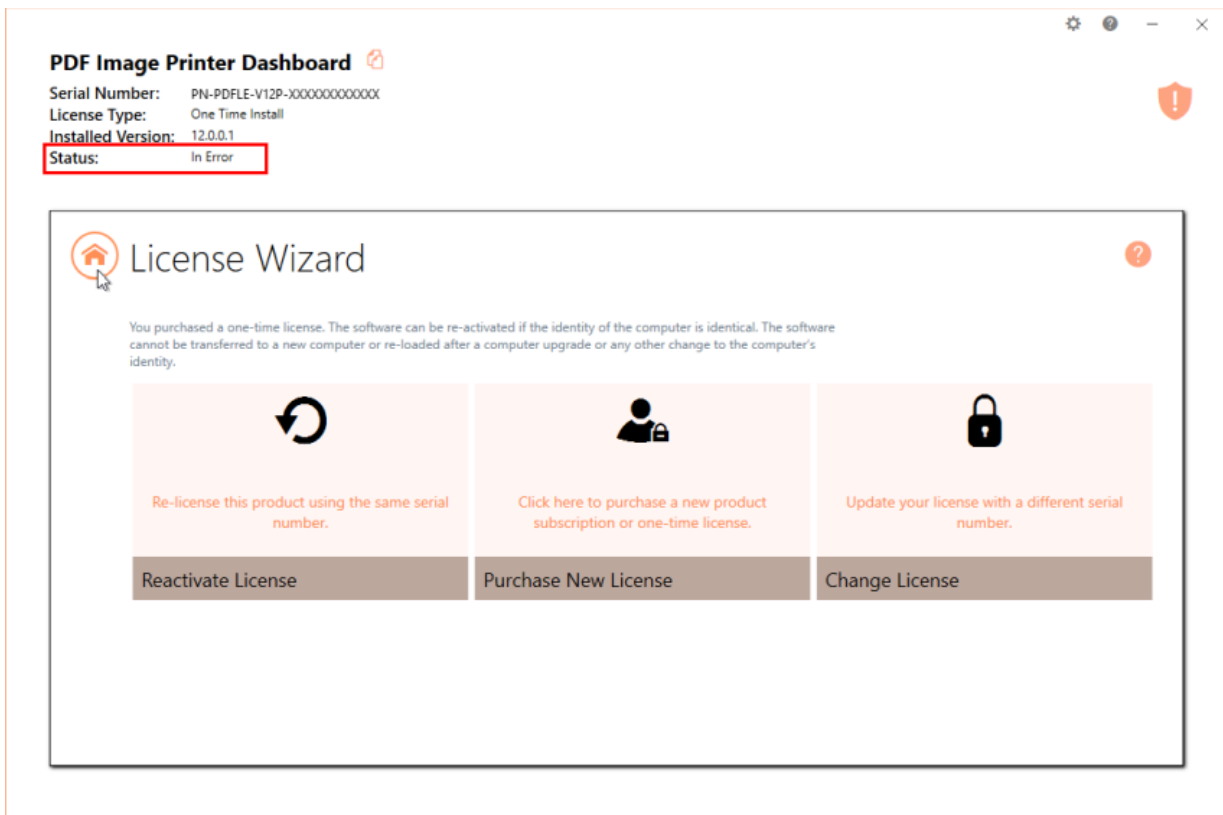 PDF Image Printer Dashboard
Serial Number: PN-PDFLE-V12P-XXXXXXXXXXXX
License Type: One Time Install
Installed Version: 12.0.0.1
Status: In Error
License Wizard
You purchased a one-time license. The software can be re-activated if the identity of the computer is identical. The software
cannot be transferred to a new computer or re-loaded after a computer upgrade or any other change to the computer's
identity.
Re-license this product using the same serial
number.
Reactivate License
Click here to purchase a new product
subscription or one-time license.
Purchase New License
Update your license with a different serial
number.
Change License